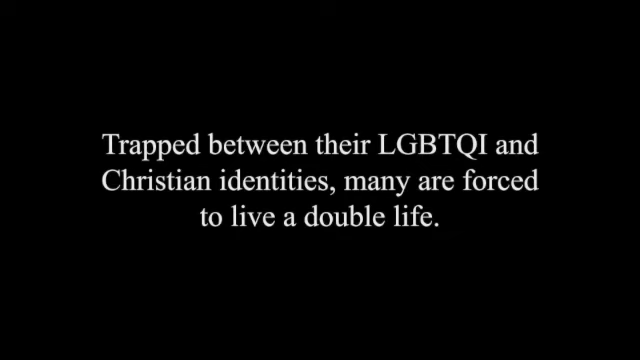 Trapped between their LGBTQI and
Christian identities, many are forced
to live a double life.